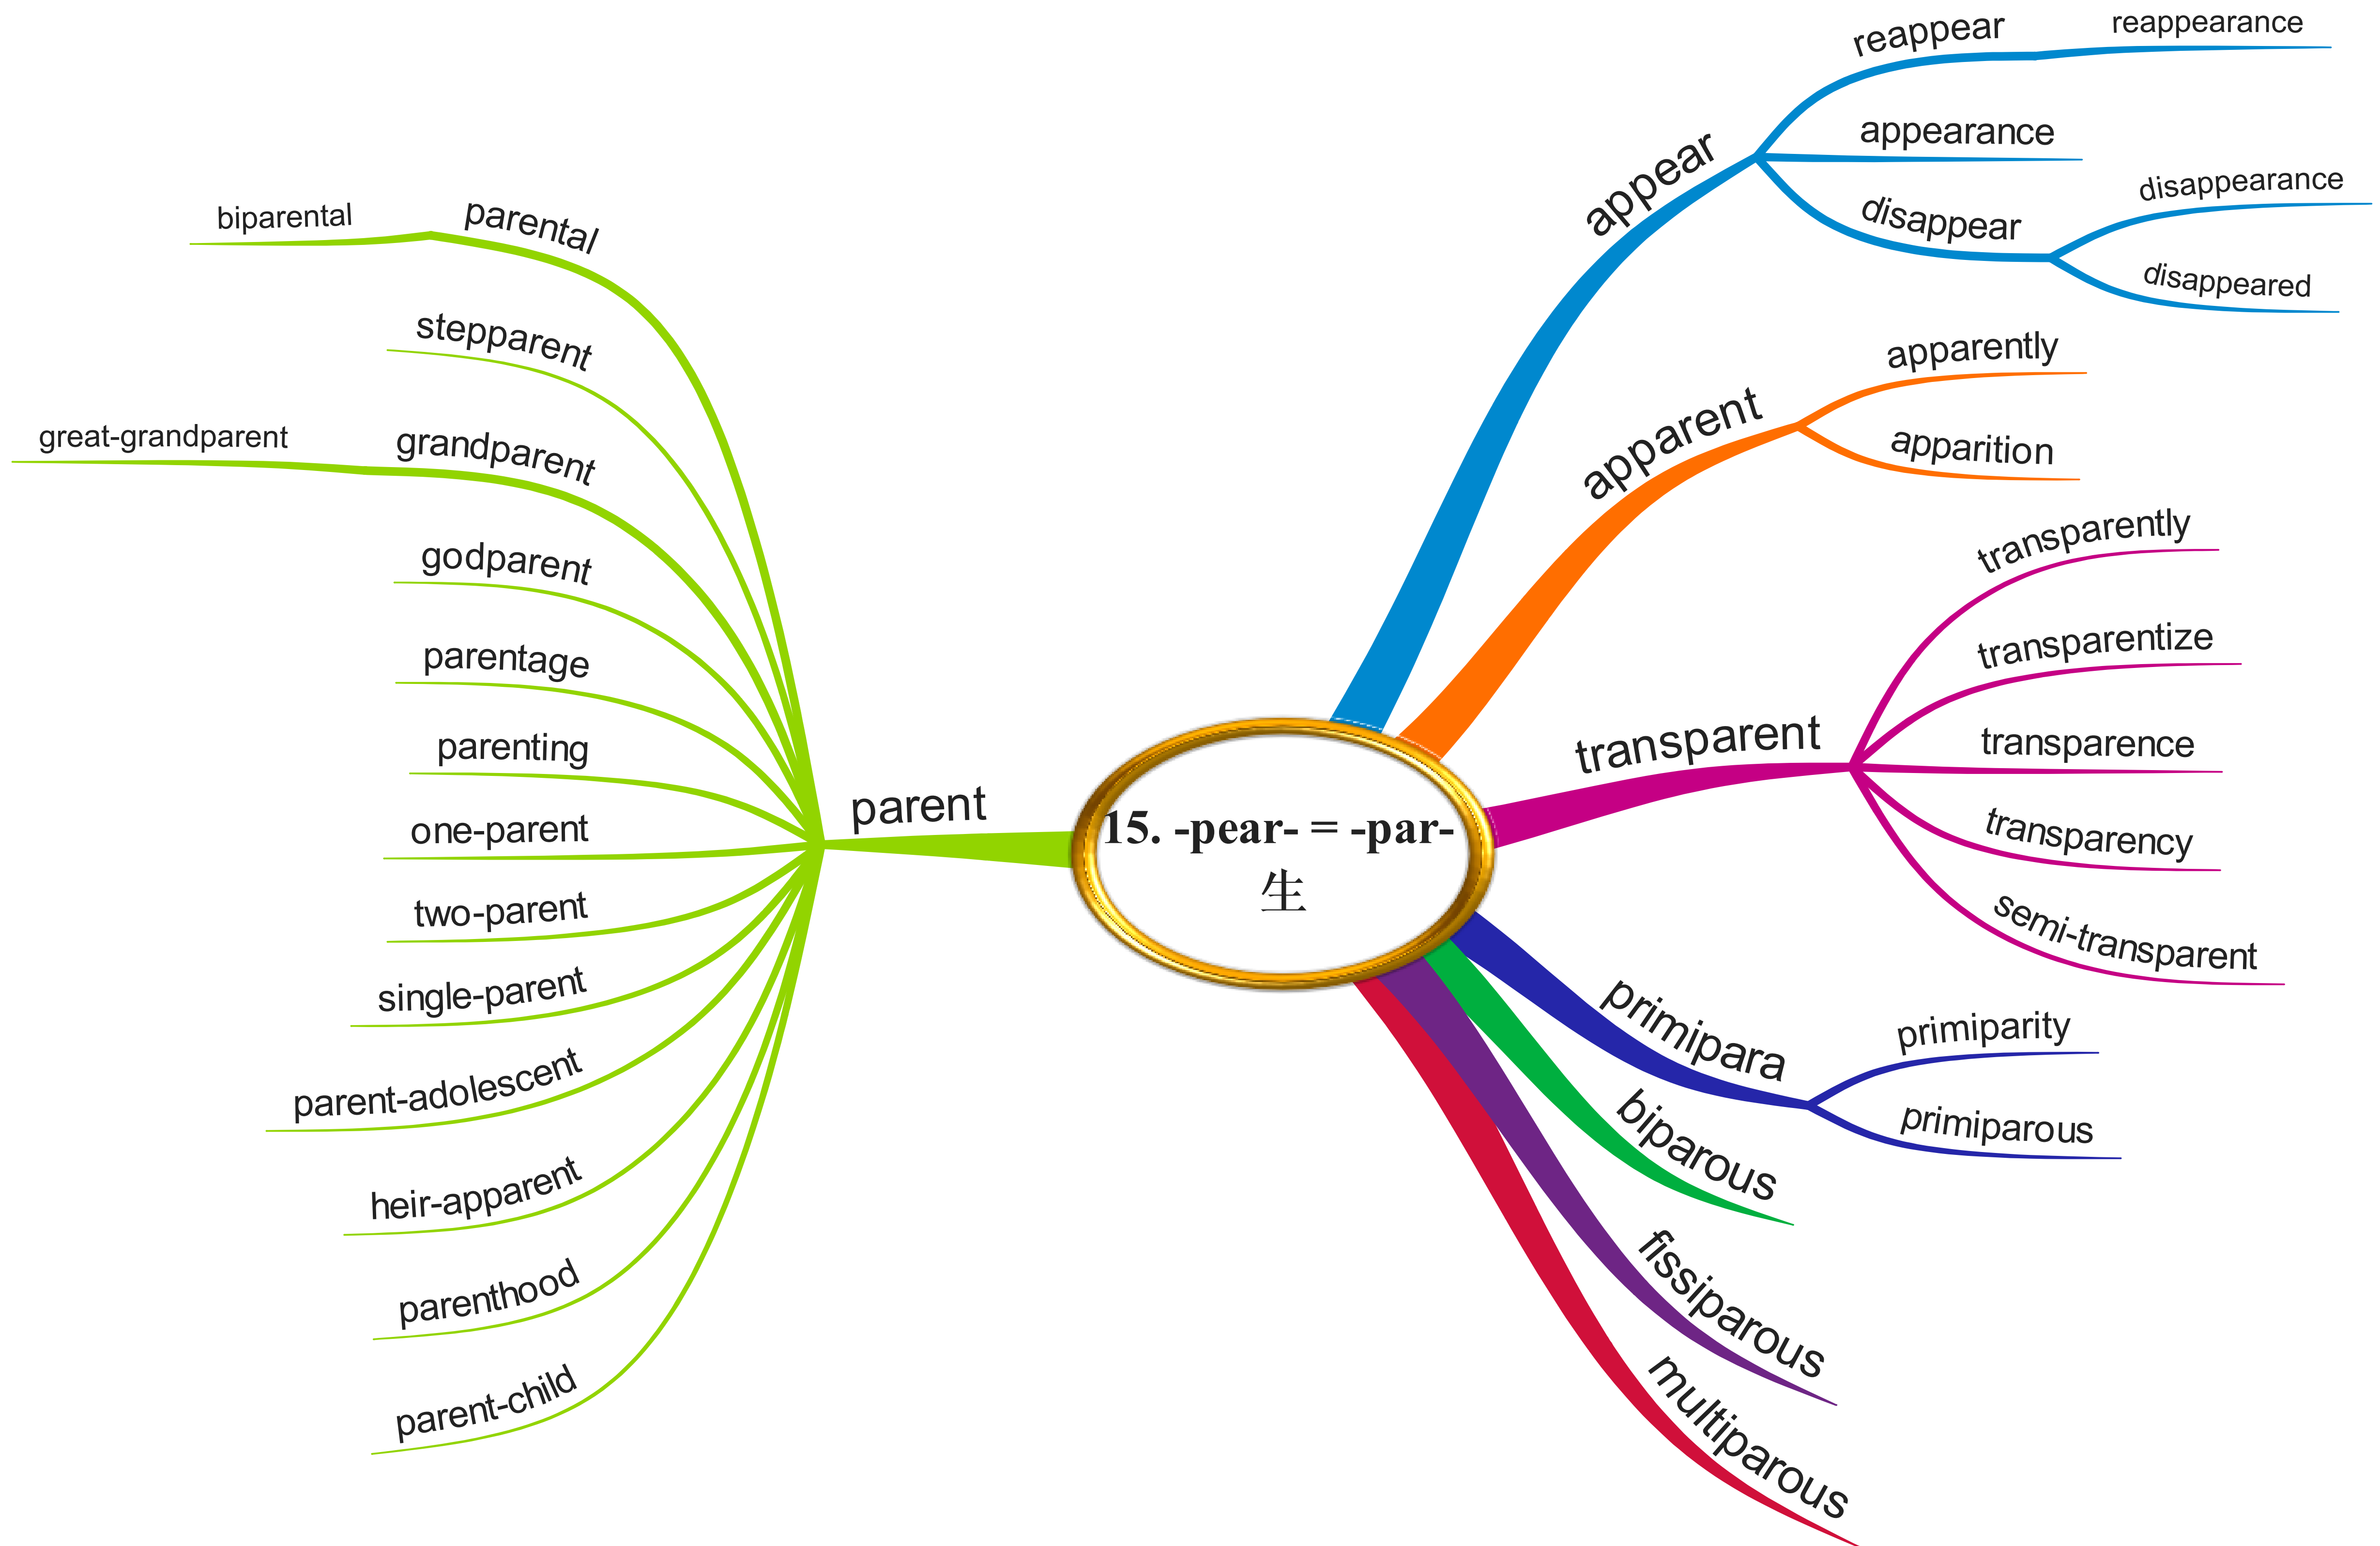 15. -pear- = -par-
生
appear
reappear
reappearance
appearance
disappear
disappearance
disappeared
apparent
apparently
apparition
transparent
transparently
transparentize
transparence
transparency
semi-transparent
primipara
primiparity
primiparous
biparous
fissiparous
multiparous
parent
parental
biparental
stepparent
grandparent
great-grandparent
godparent
parentage
parenting
one-parent
two-parent
single-parent
parent-adolescent
heir-apparent
parenthood
parent-child